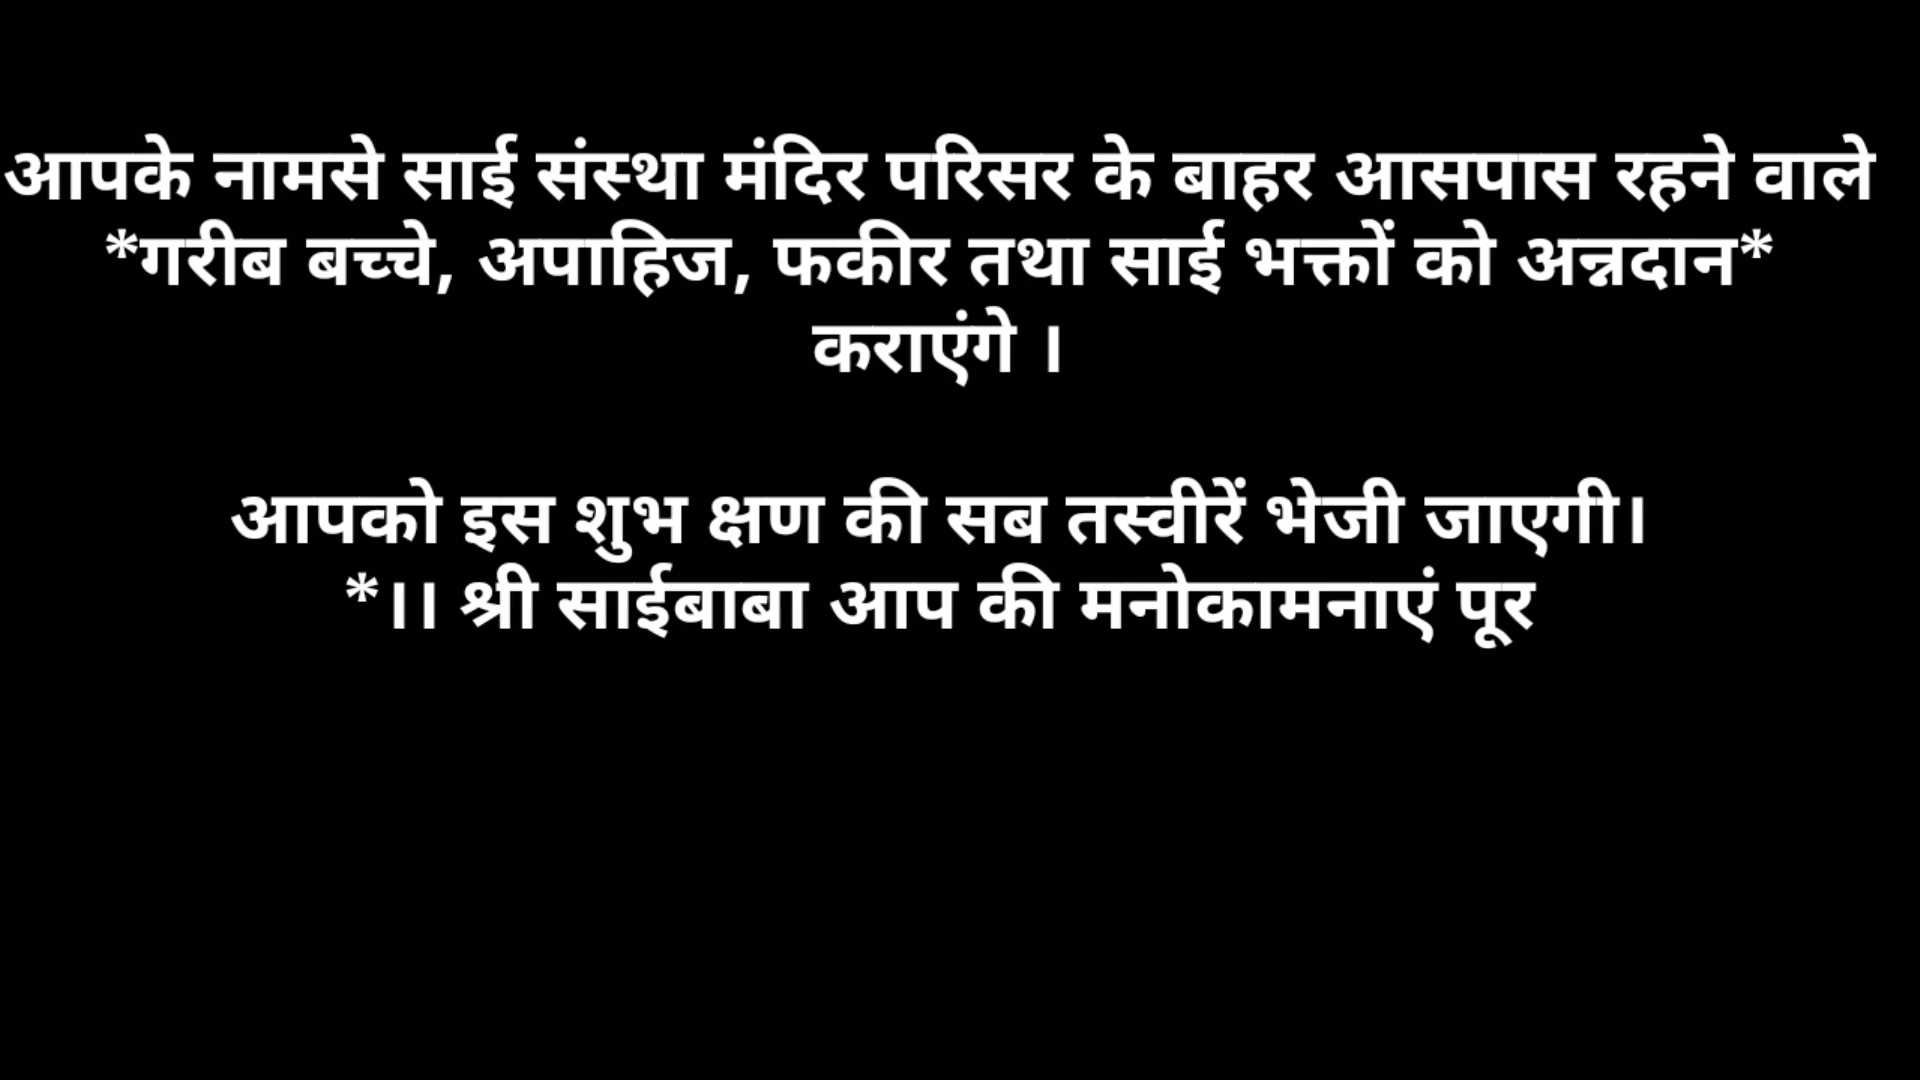 आपके नामसे साई संस्था मंदिर परिसर के बाहर आसपास रहने वाले
*गरीब बच्चे, अपाहिज, फकीर तथा साई भक्तों को अन्नदान*
कराएंगे ।
आपको इस शुभ क्षण की सब तस्वीरें भेजी जाएगी।
*।। श्री साईबाबा आप की मनोकामनाएं पूर